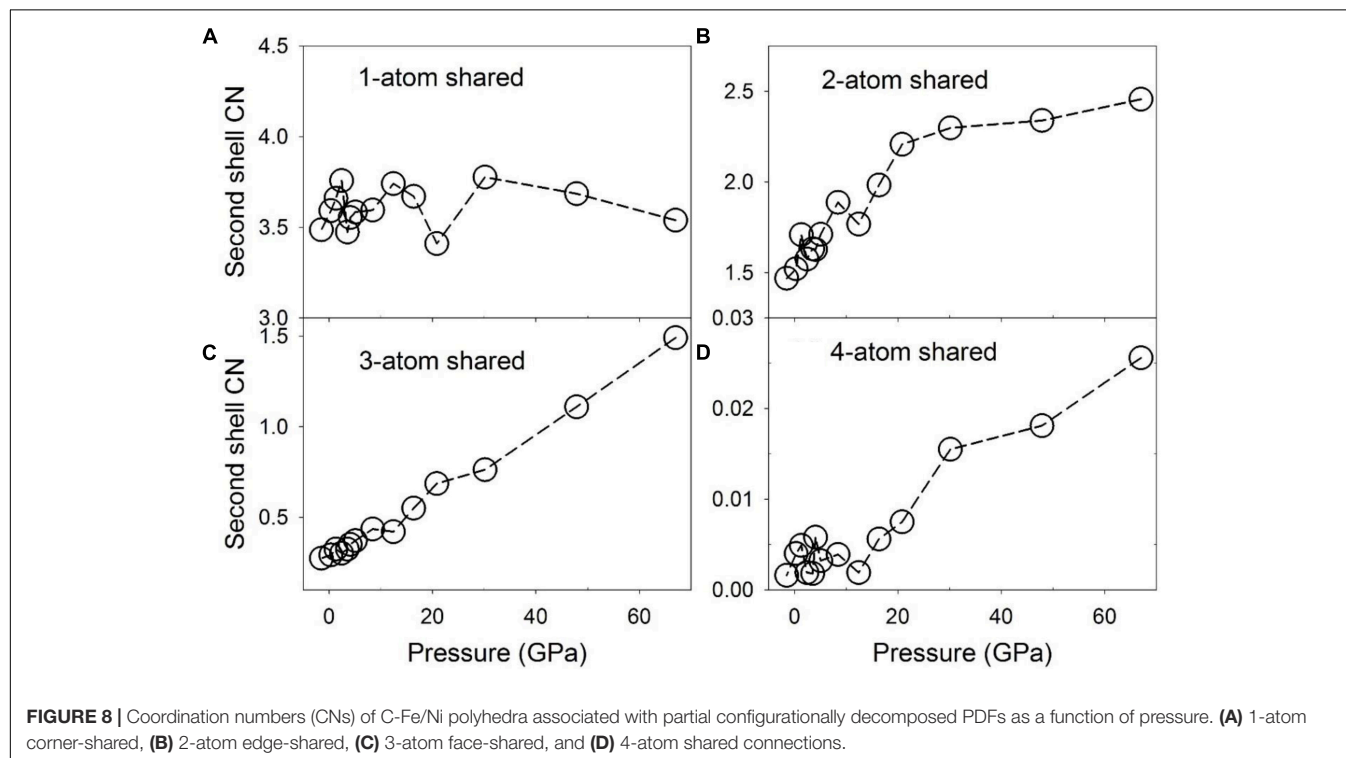 A
B
4.5
4.0
3.5
3.0
Second shell CN
1-atom shared
2.5
2.0
1.5
0.03
2-atom shared
C
D
1.5
1.0
0.5
Second shell CN
3-atom shared
0.02
0.01
0.00
4-atom shared
0
20
40
60
Pressure (GPa)
0
20
40
60
Pressure (GPa)
FIGURE 8 | Coordination numbers (CNs) of C-Fe/Ni polyhedra associated with partial configurationally decomposed PDFs as a function of pressure. (A) 1-atom
corner-shared, (B) 2-atom edge-shared, (C) 3-atom face-shared, and (D) 4-atom shared connections.